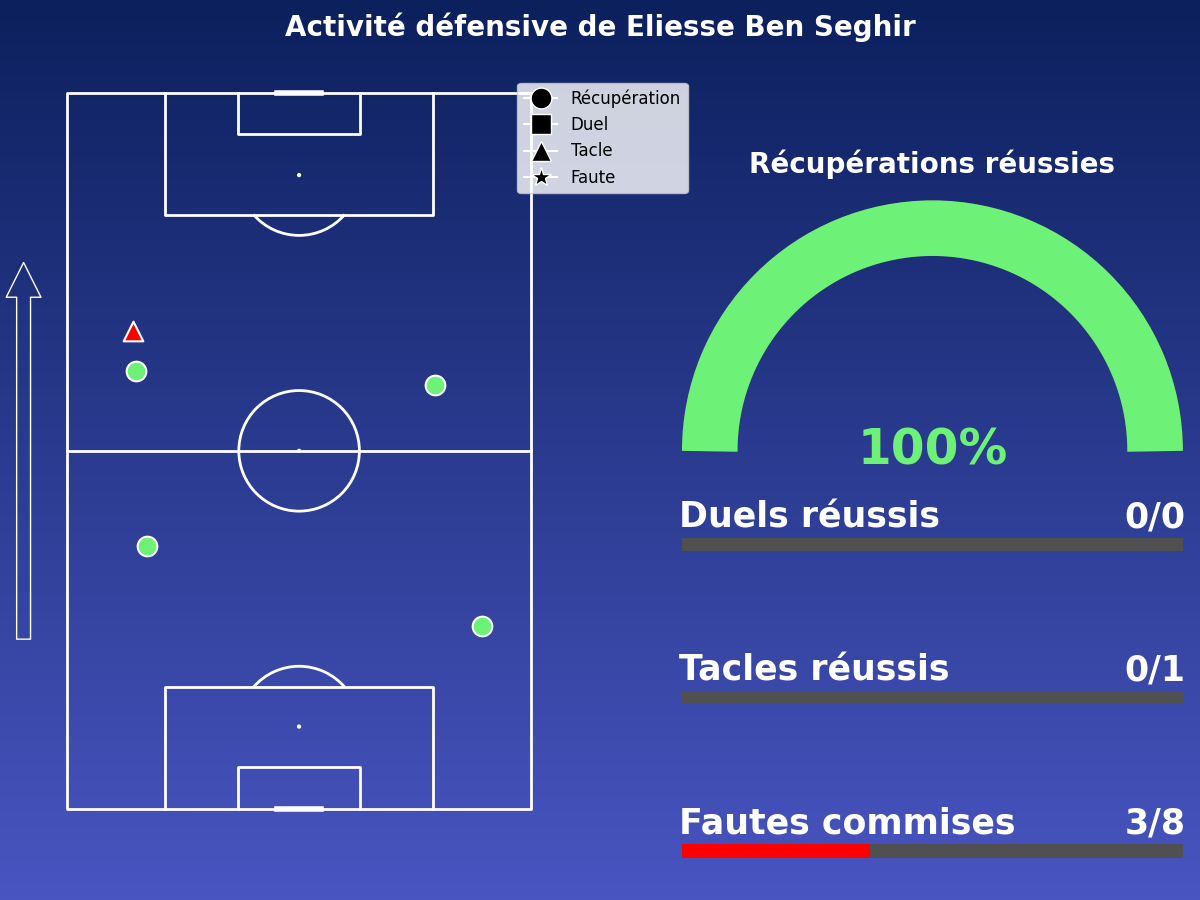 Activité défensive de Eliesse Ben Seghir
Récupération
Duel
Tacle
Faute
Récupérations réussies
100%
Duels réussis 0/0
Tacles réussis 0/1
Fautes commises 3/8